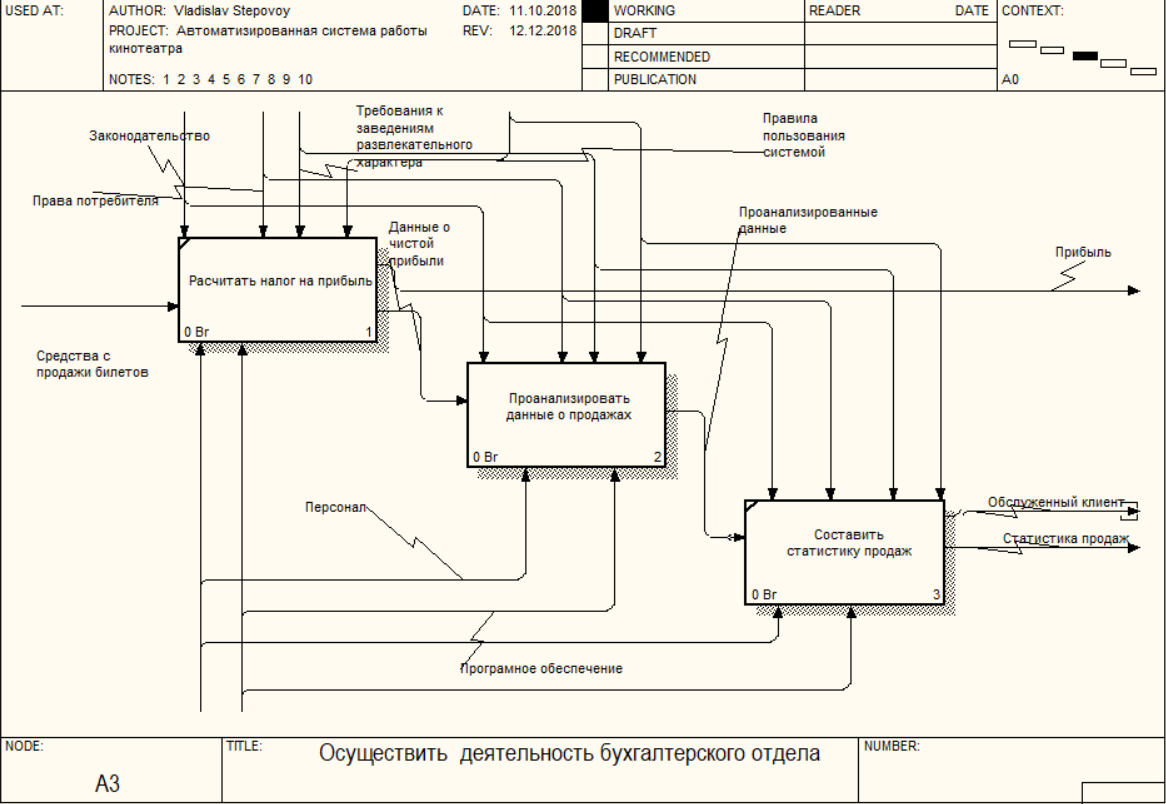 USED AT:
AUTHOR: Vladislav Stepovoy
DATE: 11.10.2018
WORKING
READER
DATE
CONTEXT:
PROJECT: Автоматизированная система работы
кинотеатра
REV: 12.12.2018
DRAFT
RECOMMENDED
NOTES: 1 2 3 4 5 6 7 8 9 10
PUBLICATION
A0
Законодательство
Требования к
заведениям
развлекательного
характера
Правила
пользования
системой
Права потребителя
Данные о
чистой
прибыли
Проанализированные
данные
Прибыль
Расчитать налог на прибыль
0 Br
1
Средства с
продажи билетов
Проанализировать
данные о продажах
0 Br
2
Персонал
Обслуженный клиент
Составить
статистику продаж
Статистика продаж
0 Br
3
Програмное обеспечение
NODE:
A3
TITLE:
Осуществить деятельность бухгалтерского отдела
NUMBER: